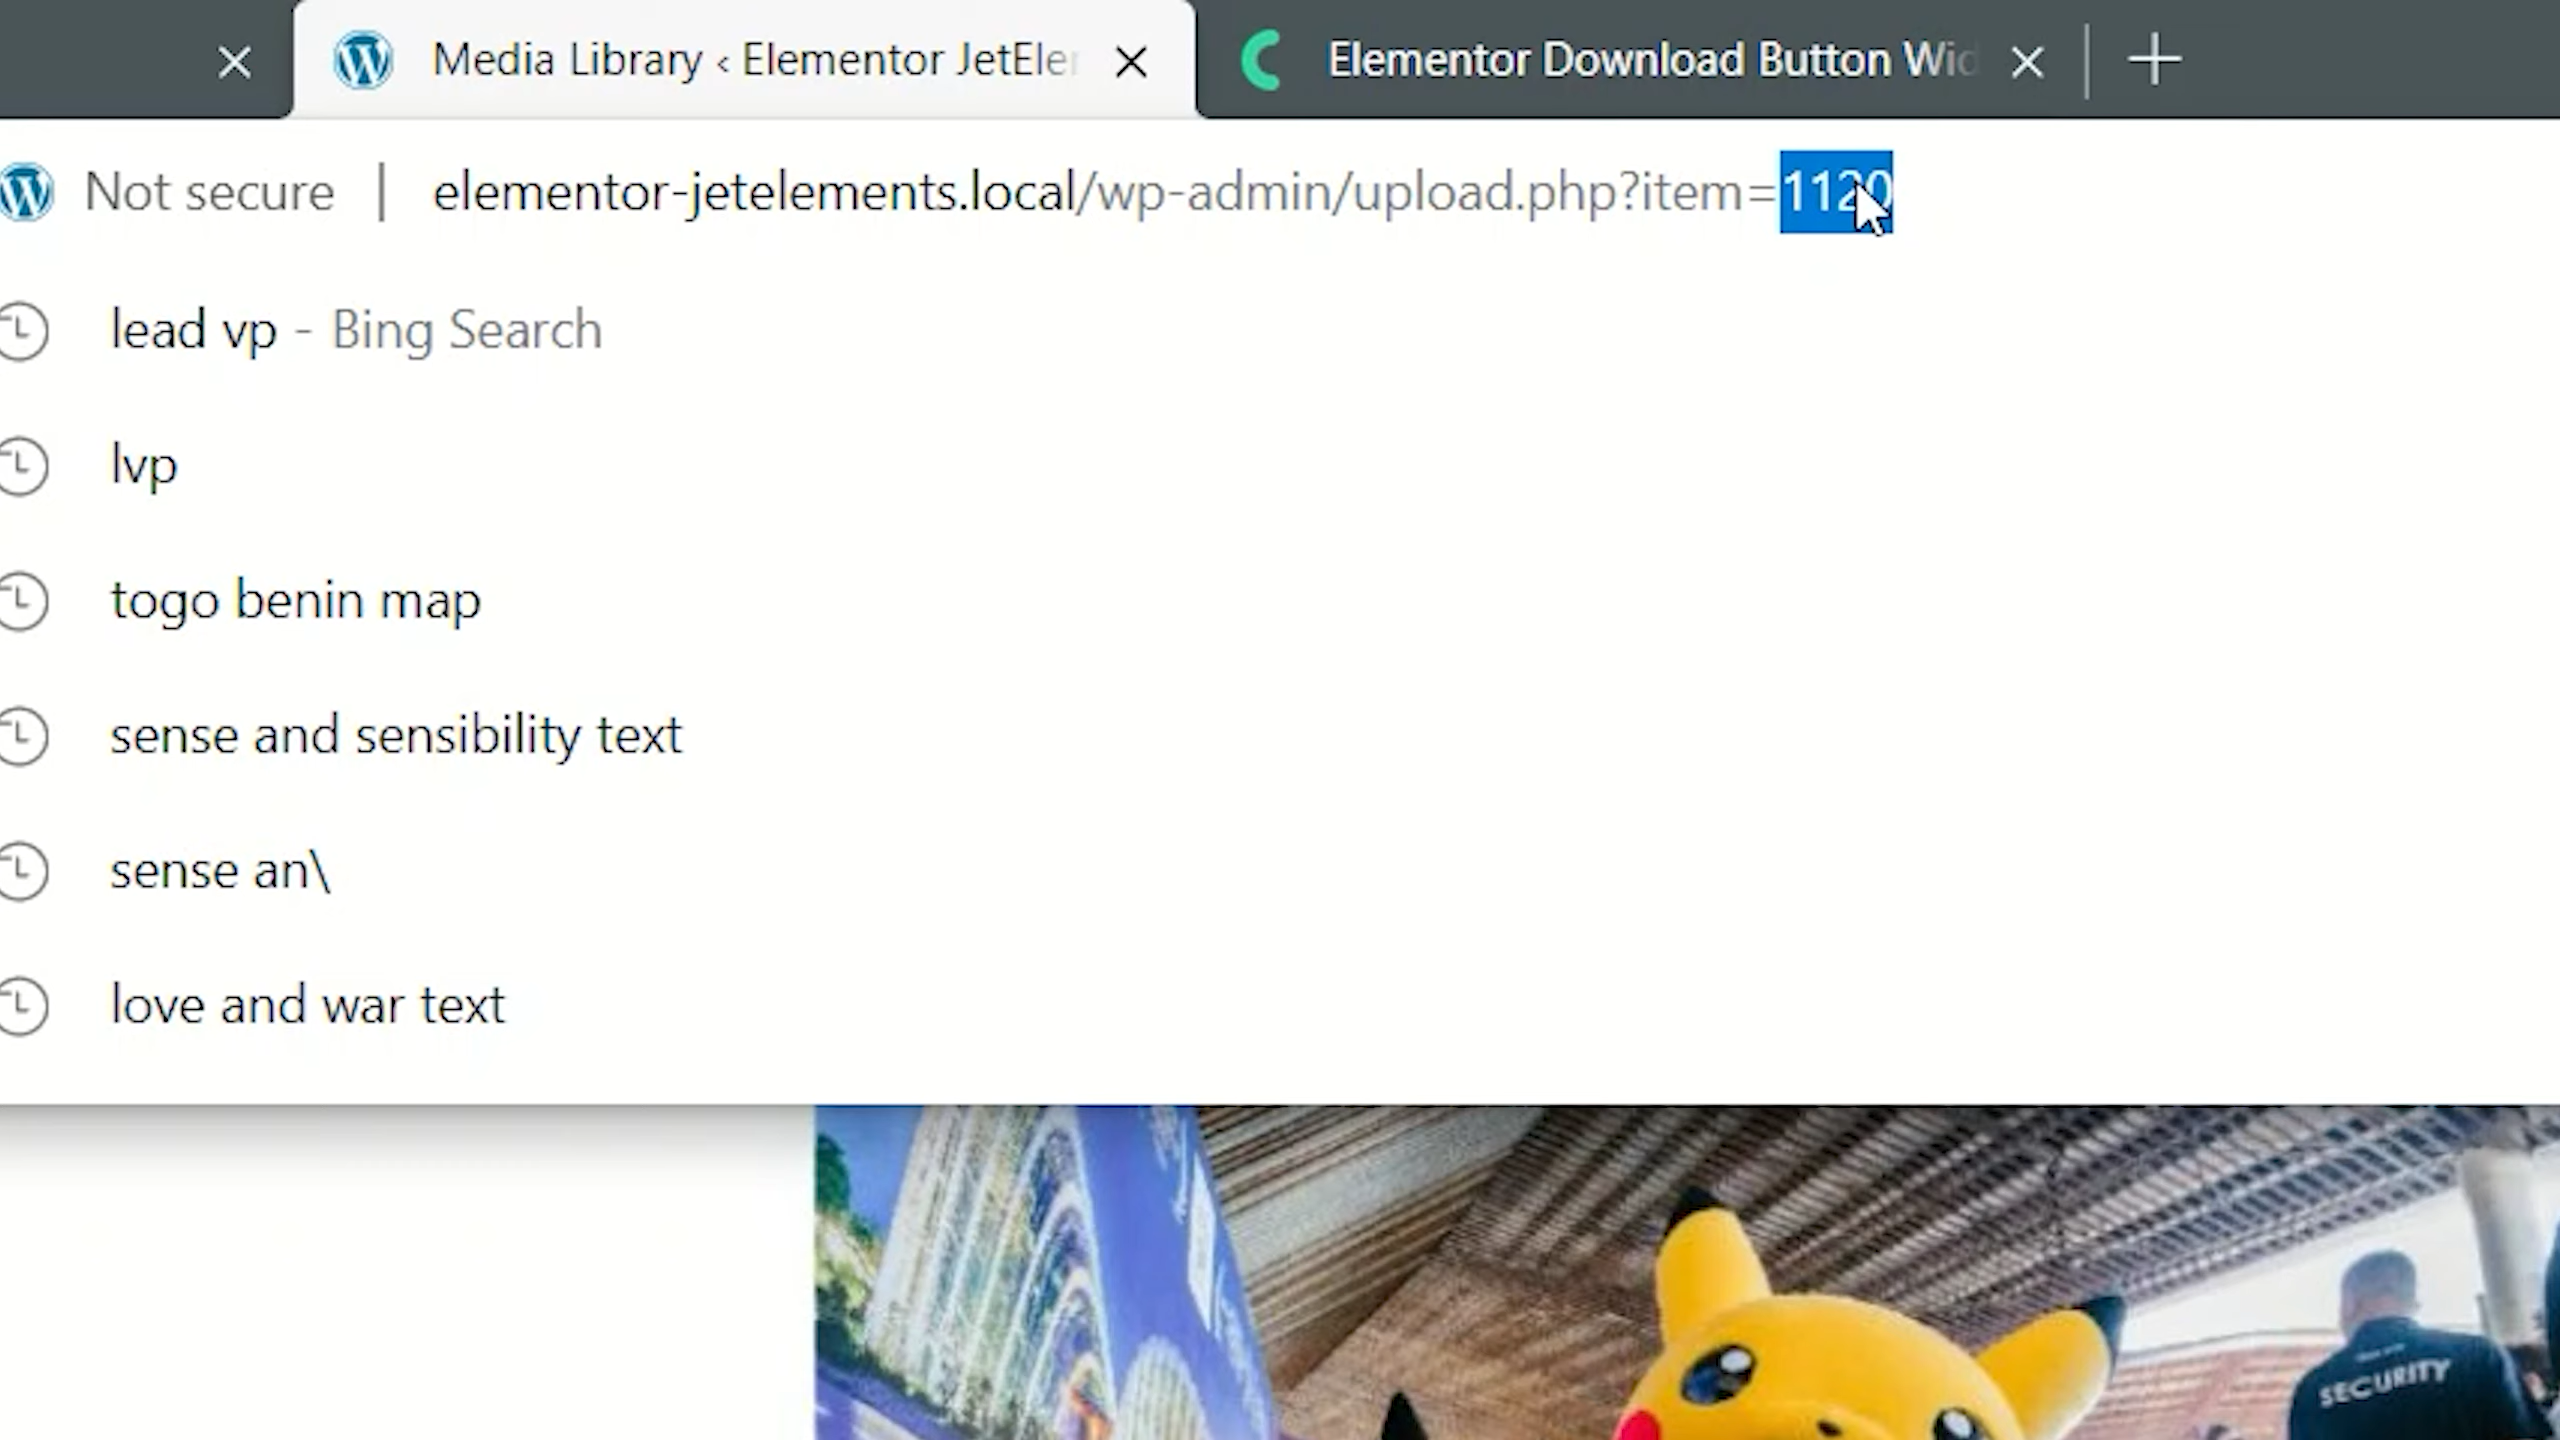 Media Library ‹ Elementor JetEle
Elementor Download Button Wid
Not secure | elementor-jetelements.local/wp-admin/upload.php?item=1120
lead vp - Bing Search
lvp
togo benin map
sense and sensibility text
sense an\
love and war text
SECURITY